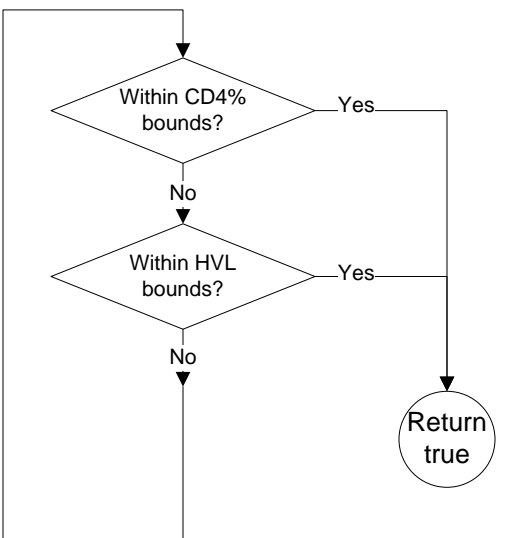 Within CD4%
bounds?
Yes
No
Within HVL
bounds?
Yes
No
Return
true